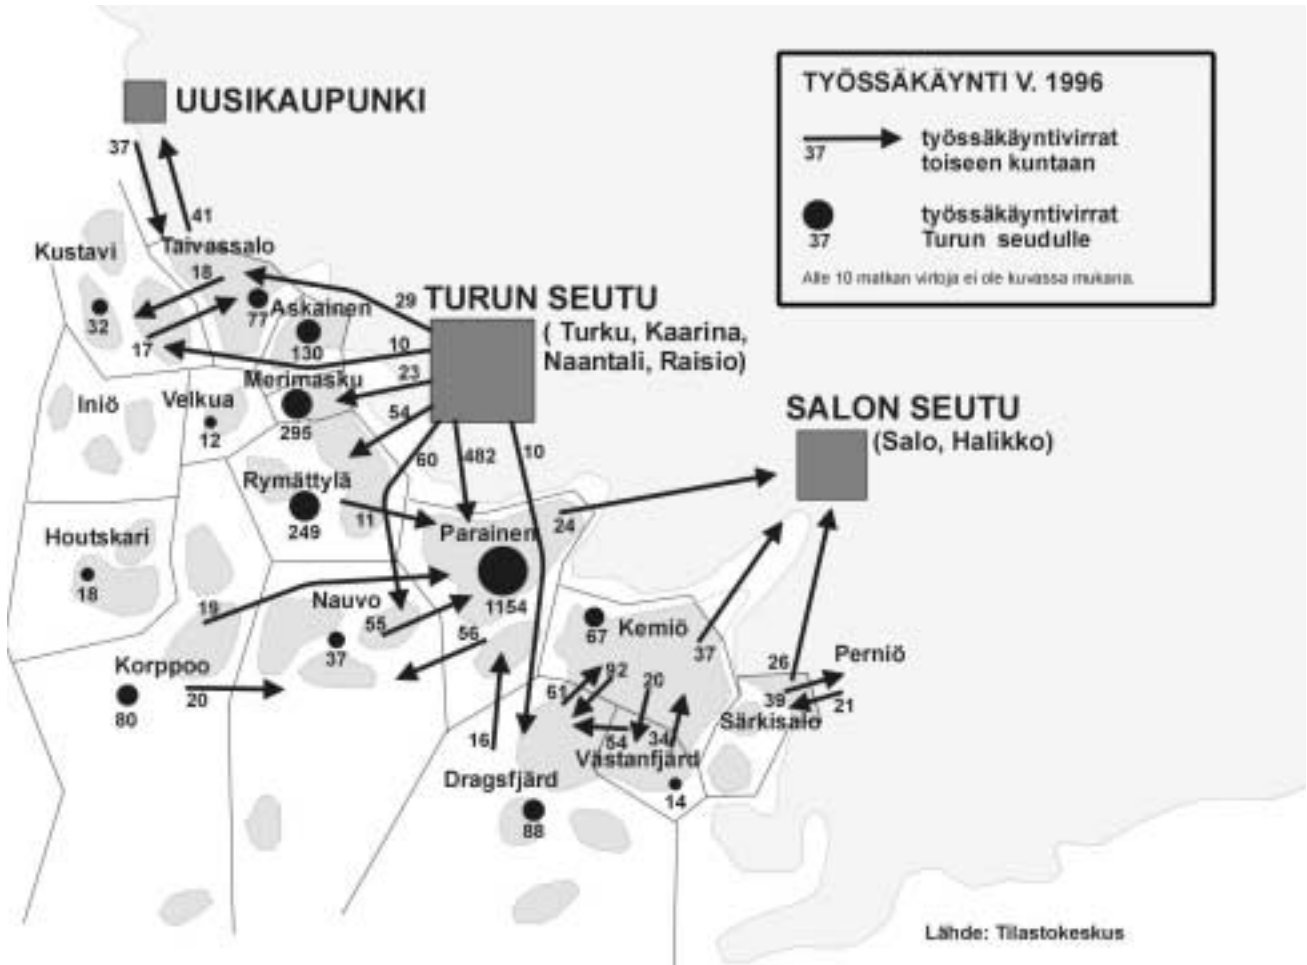 UUSIKAUPUNKI
TYÖSSÄKÄYNTI V. 1996
työssäkäyntivirrat
37
toiseen kuntaan
työssäkäyntivirrat
37
Turun seudulle
Alle 10 matkan virtoja ei ole kuvassa mukana.
37
41
Kustavi
Taivassalo
18
32
77
Askainen
130
17
TURUN SEUTU
( Turku, Kaarina,
Naantali, Raisio)
29
10
23
54
60
482
10
Iniö
Velkua
12
Merimasku
295
SALON SEUTU
(Salo, Halikko)
Rymättylä
249
11
Houtskari
18
Parainen
1154
24
19
Nauvo
37
55
56
Korppoo
80
20
67
Kemiö
37
61
92
20
54
34
16
Dragsfjärd
88
Västanfjärd
14
26
Perniö
39
21
Särkisalo
Lähde: Tilastokeskus